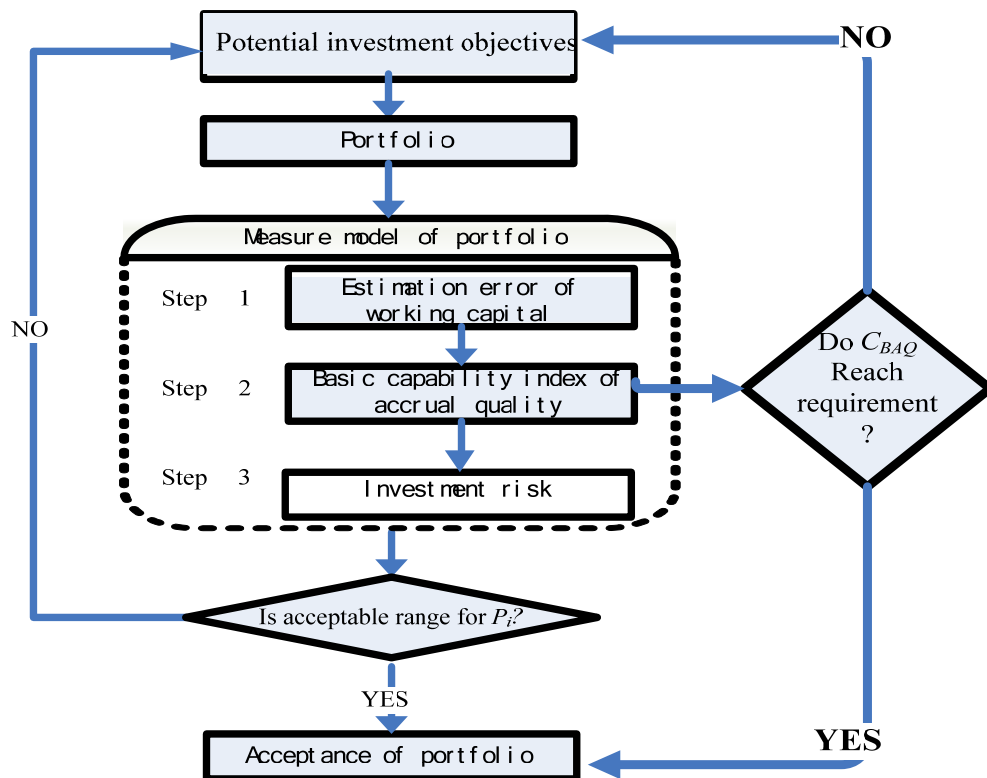 Potential investment objectives
NO
Portfolio
Measure model of portfolio
Step 1
Estimation error of
working capital
NO
Step 2
Basic capability index of
accrual quality
Do C_BAQ
Reach
requirement
?
Step 3
Investment risk
Is acceptable range for P_i?
YES
Acceptance of portfolio
YES